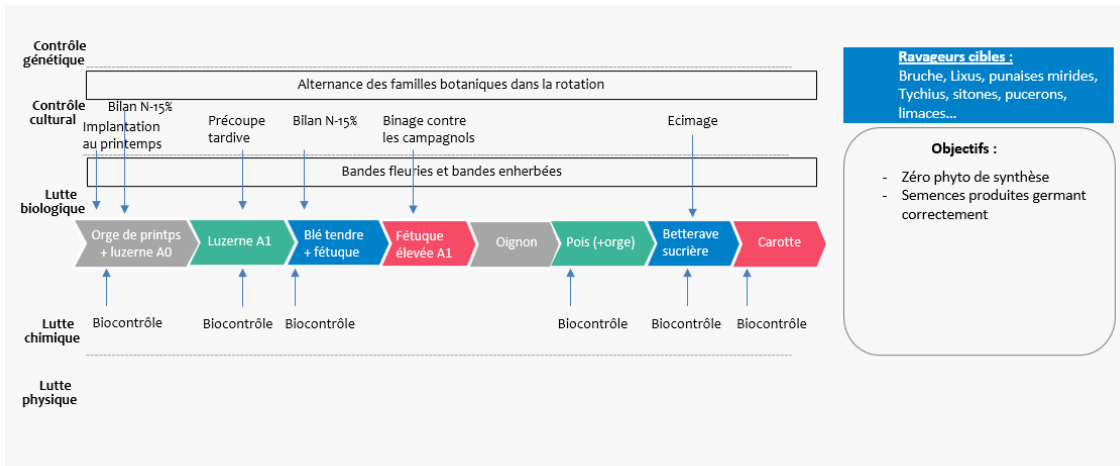 Contrôle
génétique
Alternance des familles botaniques dans la rotation
Contrôle
cultural
Bilan N-15%
Implantation
au printemps
Précoupe
tardive
Bilan N-15%
Binage contre
les campagnols
Ecimage
Bandes fleuries et bandes enherbées
Lutte
biologique
Orge de printps
+ luzerne A0
Luzerne A1
Blé tendre
+ fétuque
Fétuque
élevée A1
Oignon
Pois (+orge)
Betterave
sucrière
Carotte
Lutte
chimique
Biocontrôle
Biocontrôle
Biocontrôle
Biocontrôle
Biocontrôle
Biocontrôle
Lutte
physique
Ravageurs cibles :
Bruche, Lixus, punaises mirides,
Tychius, sitones, pucerons,
limaces...
Objectifs :
- Zéro phyto de synthèse
- Semences produites germant
correctement